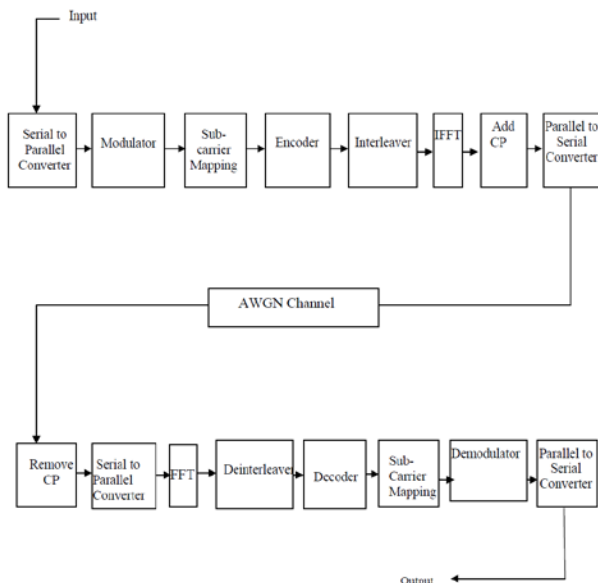 Input
Serial to
Parallel
Converter
Modulator
Sub-
carrier
Mapping
Encoder
Interleaver
IFFT
Add
CP
Parallel to
Serial
Converter
AWGN Channel
Remove
CP
Serial to
Parallel
Converter
FFT
Deinterleaver
Decoder
Sub-
Carrier
Mapping
Demodulator
Parallel to
Serial
Converter
Output